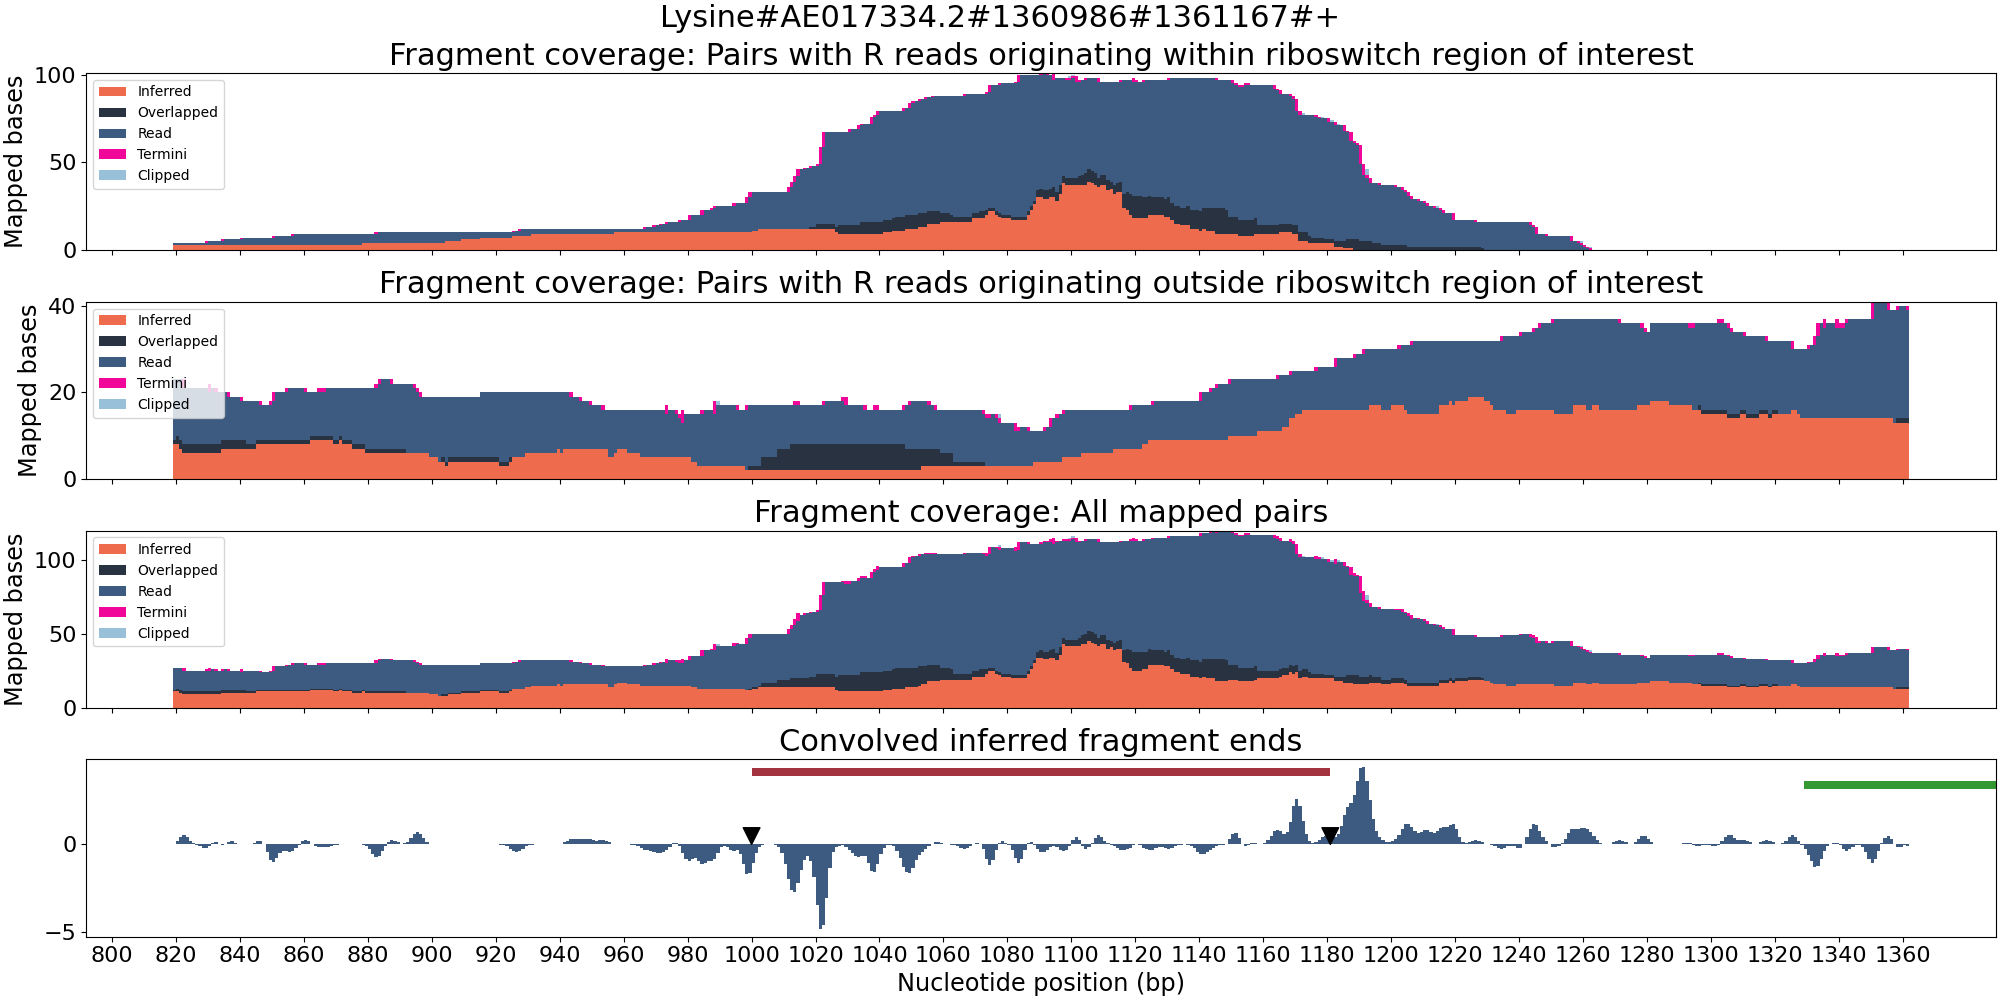 Lysine#AE017334.2#1360986#1361167#+
Fragment coverage: Pairs with R reads originating within riboswitch region of interest
Mapped bases
100
50
0
Inferred
Overlapped
Read
Termini
Clipped
Fragment coverage: Pairs with R reads originating outside riboswitch region of interest
Mapped bases
40
20
0
Inferred
Overlapped
Read
Termini
Clipped
Fragment coverage: All mapped pairs
Mapped bases
100
50
0
Inferred
Overlapped
Read
Termini
Clipped
Convolved inferred fragment ends
0
−5
800 820 840 860 880 900 920 940 960 980 1000 1020 1040 1060 1080 1100 1120 1140 1160 1180 1200 1220 1240 1260 1280 1300 1320 1340 1360
Nucleotide position (bp)